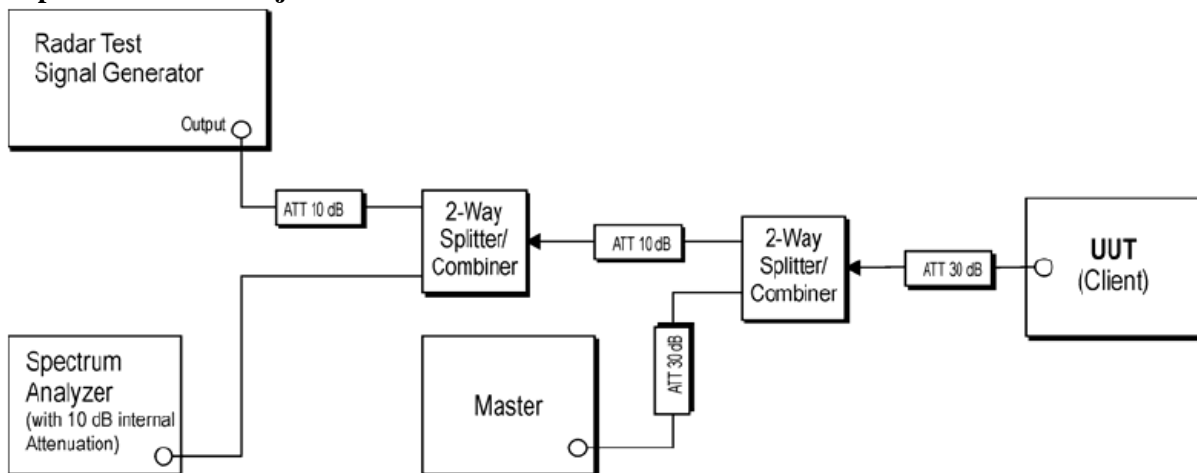 Radar Test
Signal Generator
Output
ATT 10 dB
2-Way
Splitter/
Combiner
ATT 10 dB
2-Way
Splitter/
Combiner
ATT 30 dB
UUT
(Client)
Spectrum
Analyzer
(with 10 dB internal
Attenuation)
Master
ATT 30 dB